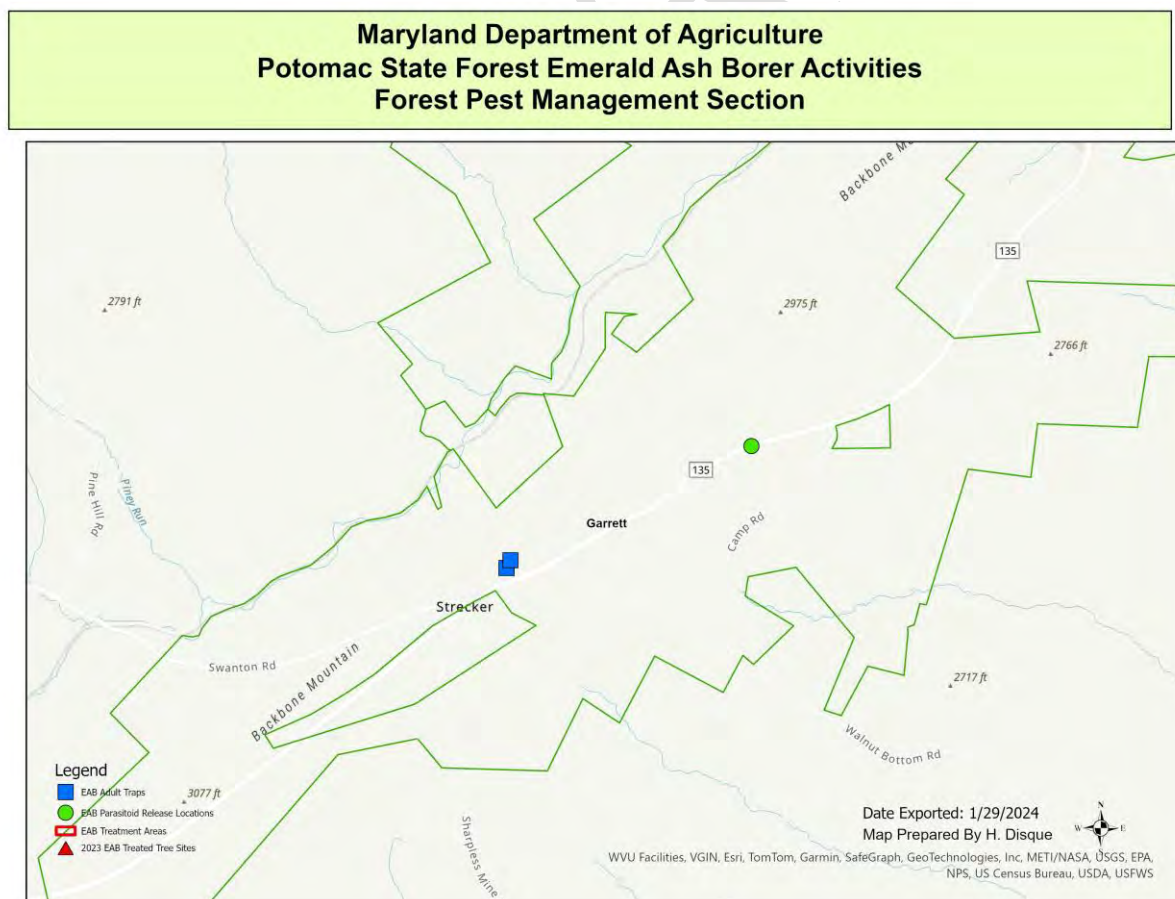 Maryland Department of Agriculture
Potomac State Forest Emerald Ash Borer Activities
Forest Pest Management Section
135
2791 ft
2975 ft
2766 ft
135
Pine Hill Rd
Piney Run
Garrett
Camp Rd
Strecker
Swanton Rd
Backbone Mountain
2717 ft
Walnut Bottom Rd
3077 ft
Sharpless Mine
Legend
EAB Adult Traps
EAB Parasitoid Release Locations
EAB Treatment Areas
2023 EAB Treated Tree Sites
Date Exported: 1/29/2024
Map Prepared By H. Disque
N
W
E
S
WVU Facilities, VGIN, Esri, TomTom, Garmin, SafeGraph, GeoTechnologies, Inc, METI/NASA, USGS, EPA,
NPS, US Census Bureau, USDA, USFWS
Backbone